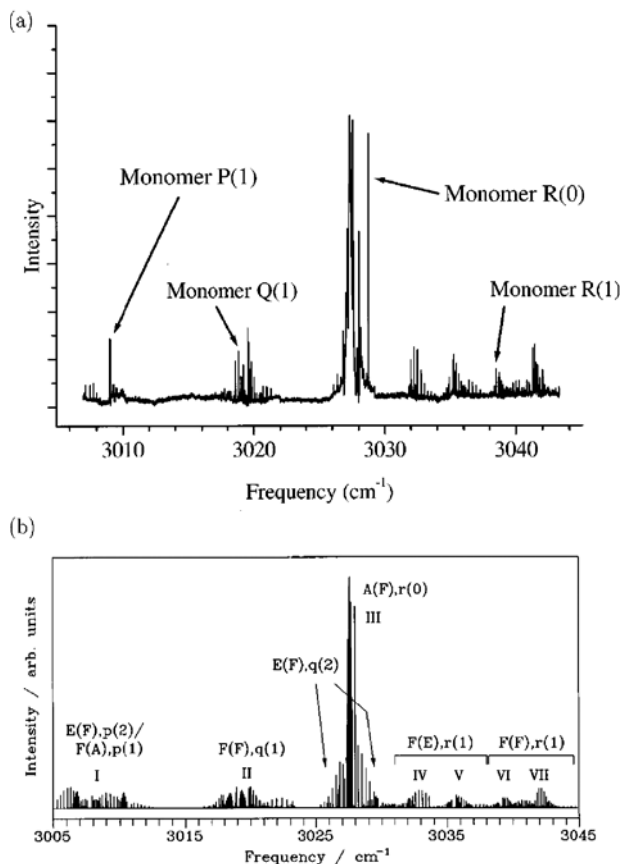 (a)
Monomer P(1)
Monomer R(0)
Monomer Q(1)
Monomer R(1)
Intensity
3010
3020
3030
3040
Frequency (cm⁻¹)
(b)
A(F),r(0)
III
E(F),q(2)
E(F),p(2)/
F(A),p(1)
I
F(F),q(1)
II
F(E),r(1)
F(F),r(1)
IV
V
VI
VII
Intensity / arb. units
3005
3015
3025
3035
3045
Frequency / cm⁻¹